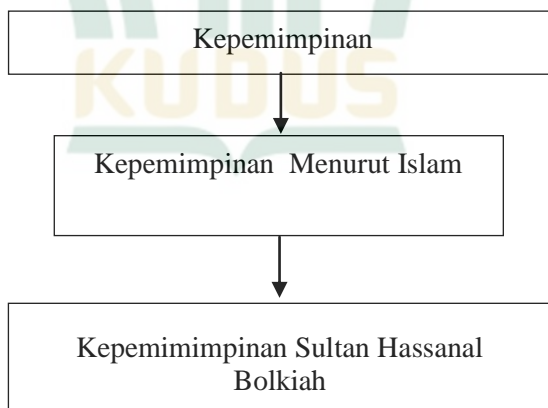 Kepemimpinan
KUDUS
Kepemimpinan Menurut Islam
Kepemimimpinan Sultan Hassanal
Bolkiah